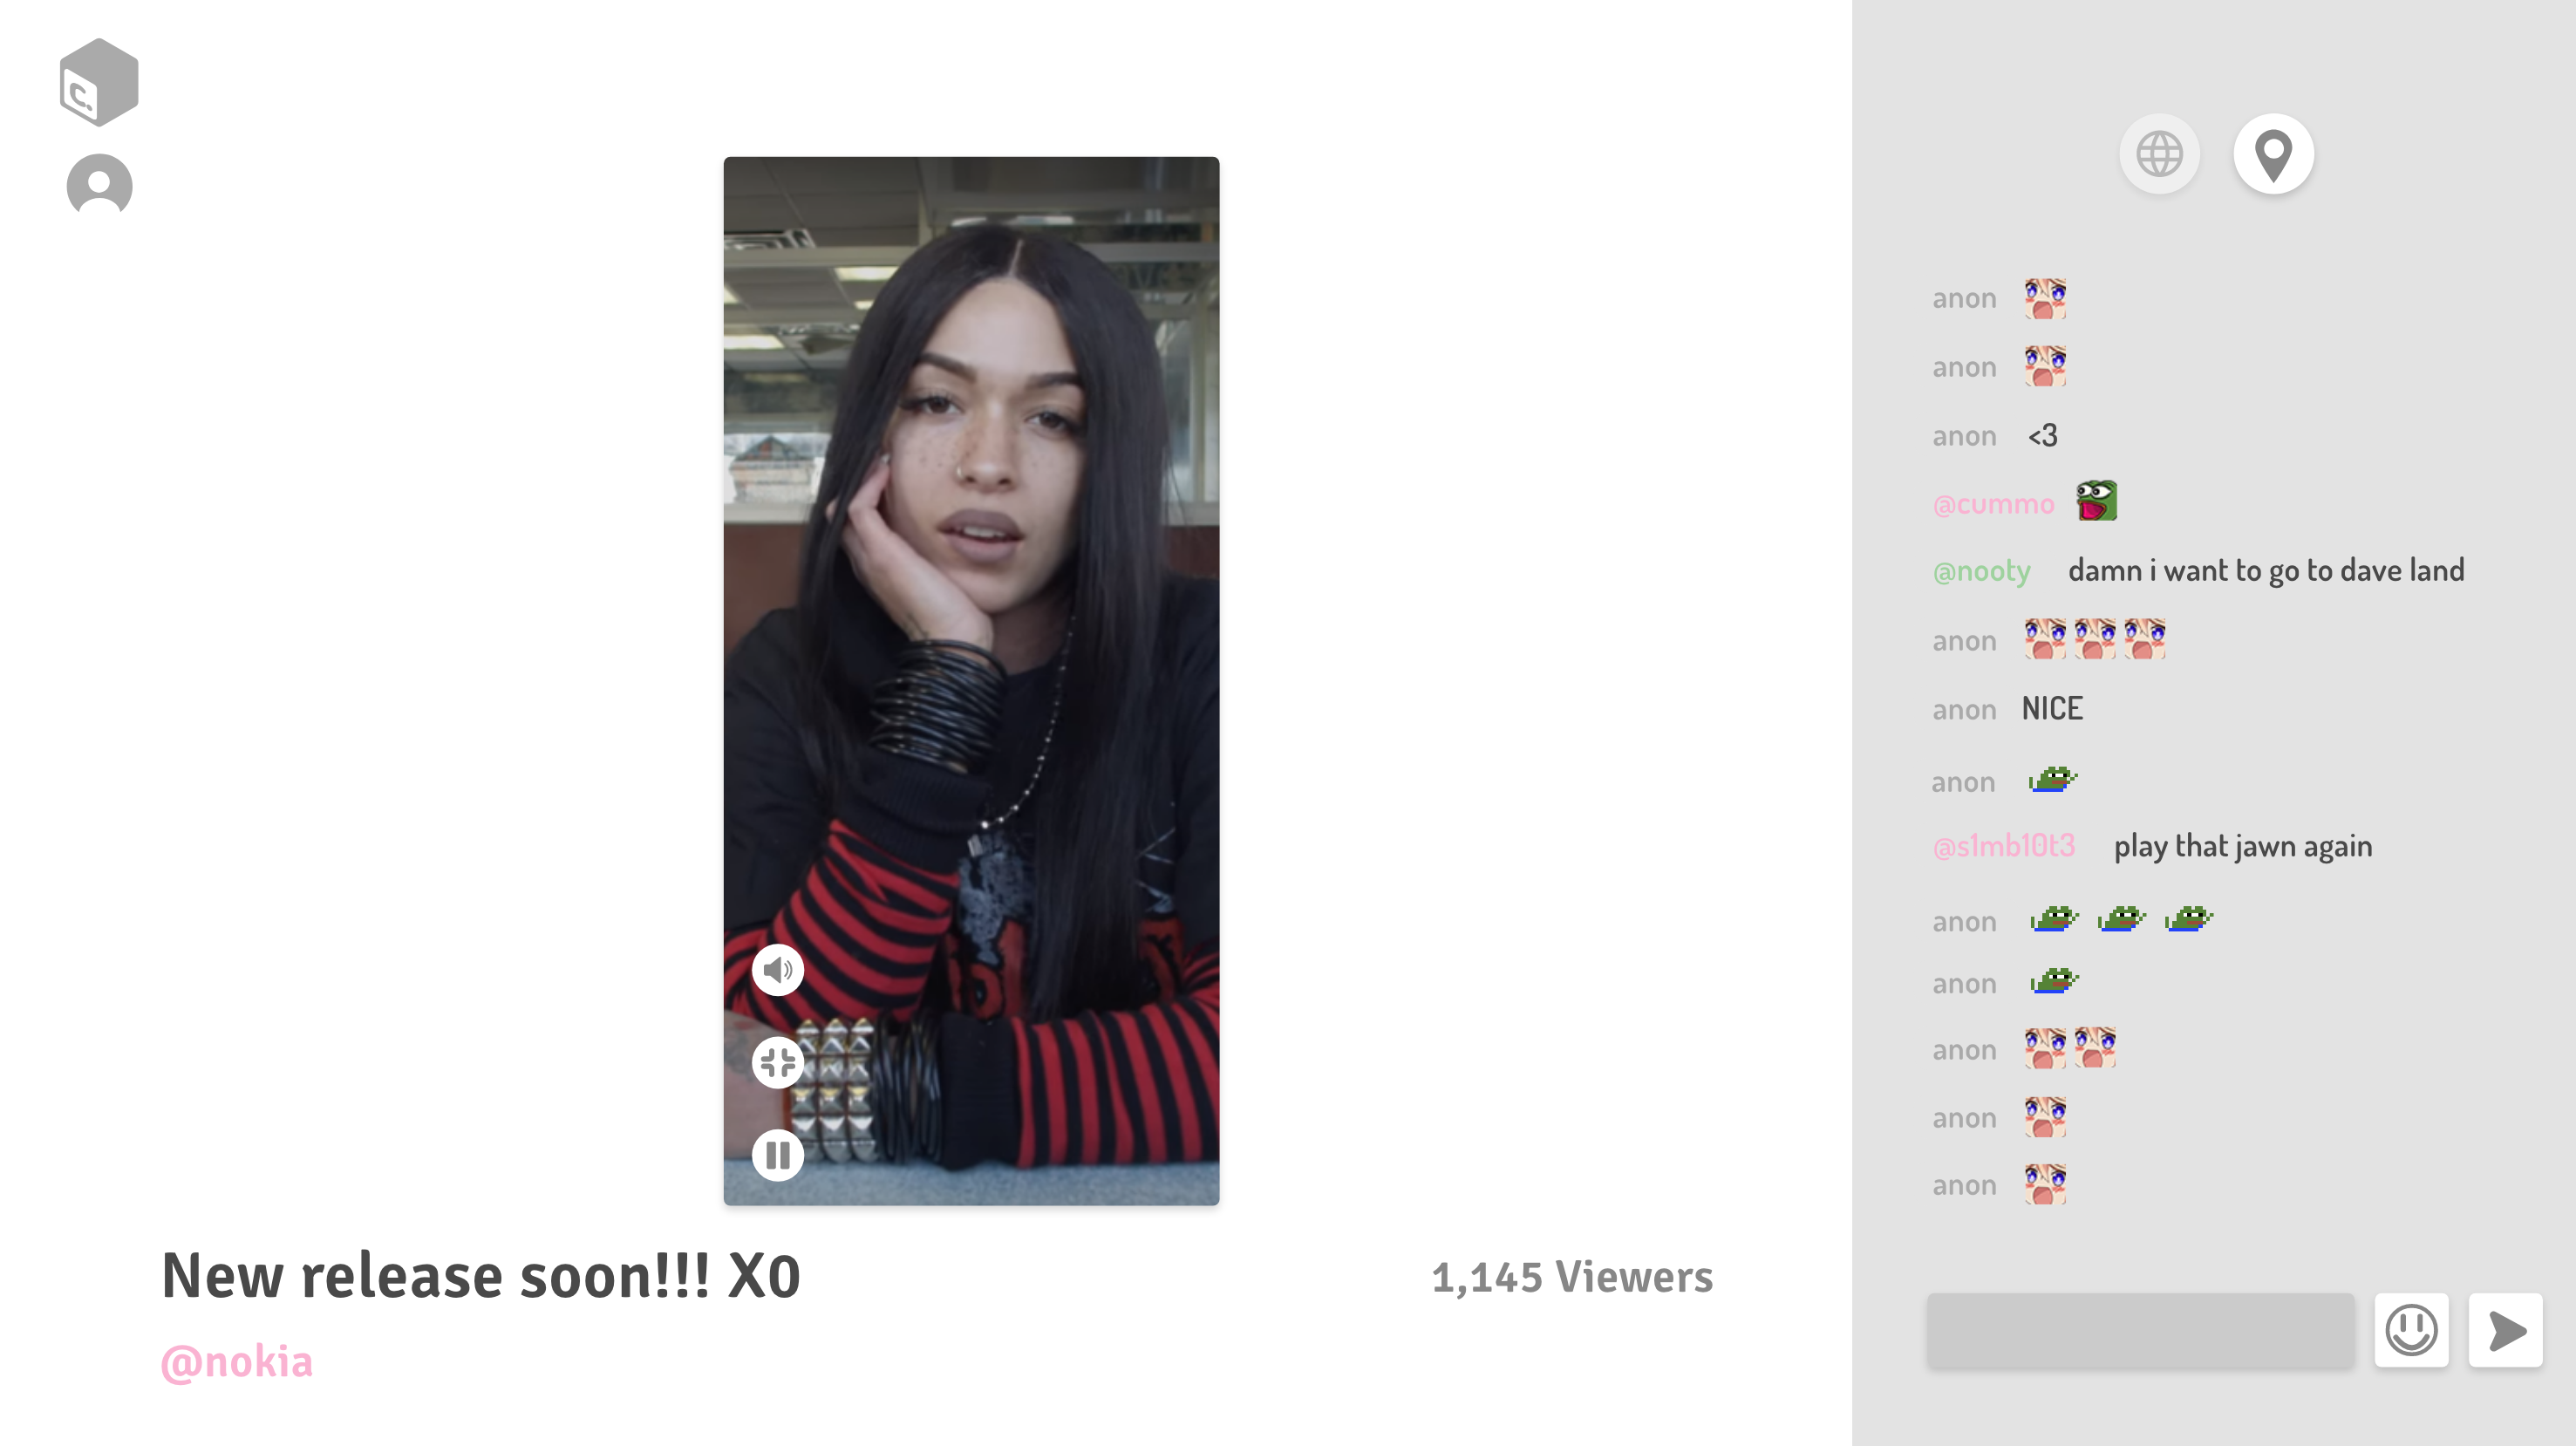 C.
New release soon!!! X0
@nokia
1,145 Viewers
anon
anon
anon <3
@cummo
@nooty damn i want to go to dave land
anon
anon NICE
anon
@s1mb10t3 play that jawn again
anon
anon
anon
anon
anon